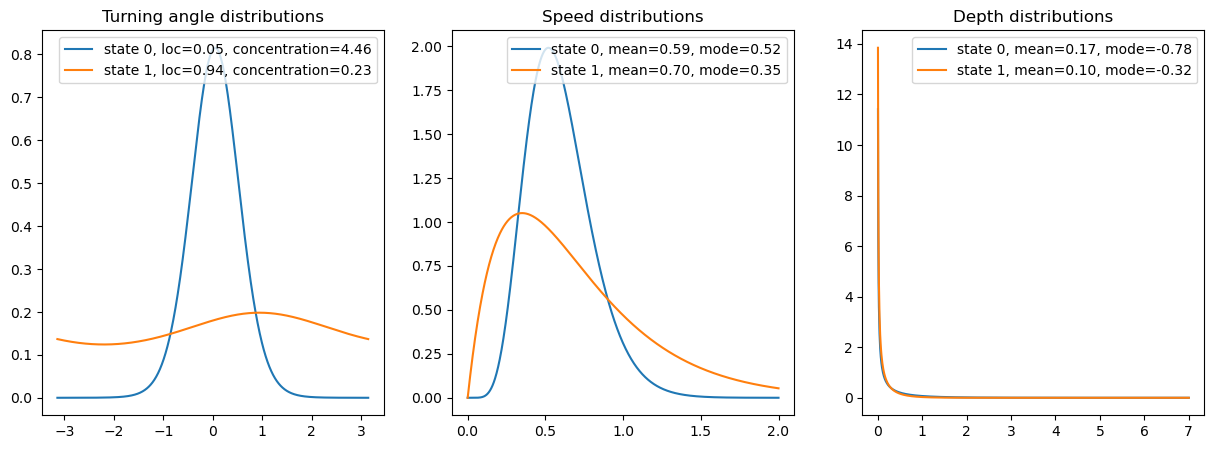 Turning angle distributions
state 0, loc=0.05, concentration=4.46
state 1, loc=0.94, concentration=0.23
0.8
0.7
0.6
0.5
0.4
0.3
0.2
0.1
0.0
−3 −2 −1 0 1 2 3
Speed distributions
state 0, mean=0.59, mode=0.52
state 1, mean=0.70, mode=0.35
2.00
1.75
1.50
1.25
1.00
0.75
0.50
0.25
0.00
0.0 0.5 1.0 1.5 2.0
Depth distributions
state 0, mean=0.17, mode=-0.78
state 1, mean=0.10, mode=-0.32
14
12
10
8
6
4
2
0
0 1 2 3 4 5 6 7